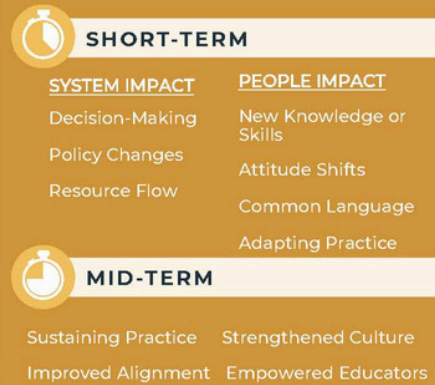 SHORT-TERM
SYSTEM IMPACT
Decision-Making
Policy Changes
Resource Flow
PEOPLE IMPACT
New Knowledge or
Skills
Attitude Shifts
Common Language
Adapting Practice
MID-TERM
Sustaining Practice
Strengthened Culture
Improved Alignment
Empowered Educators